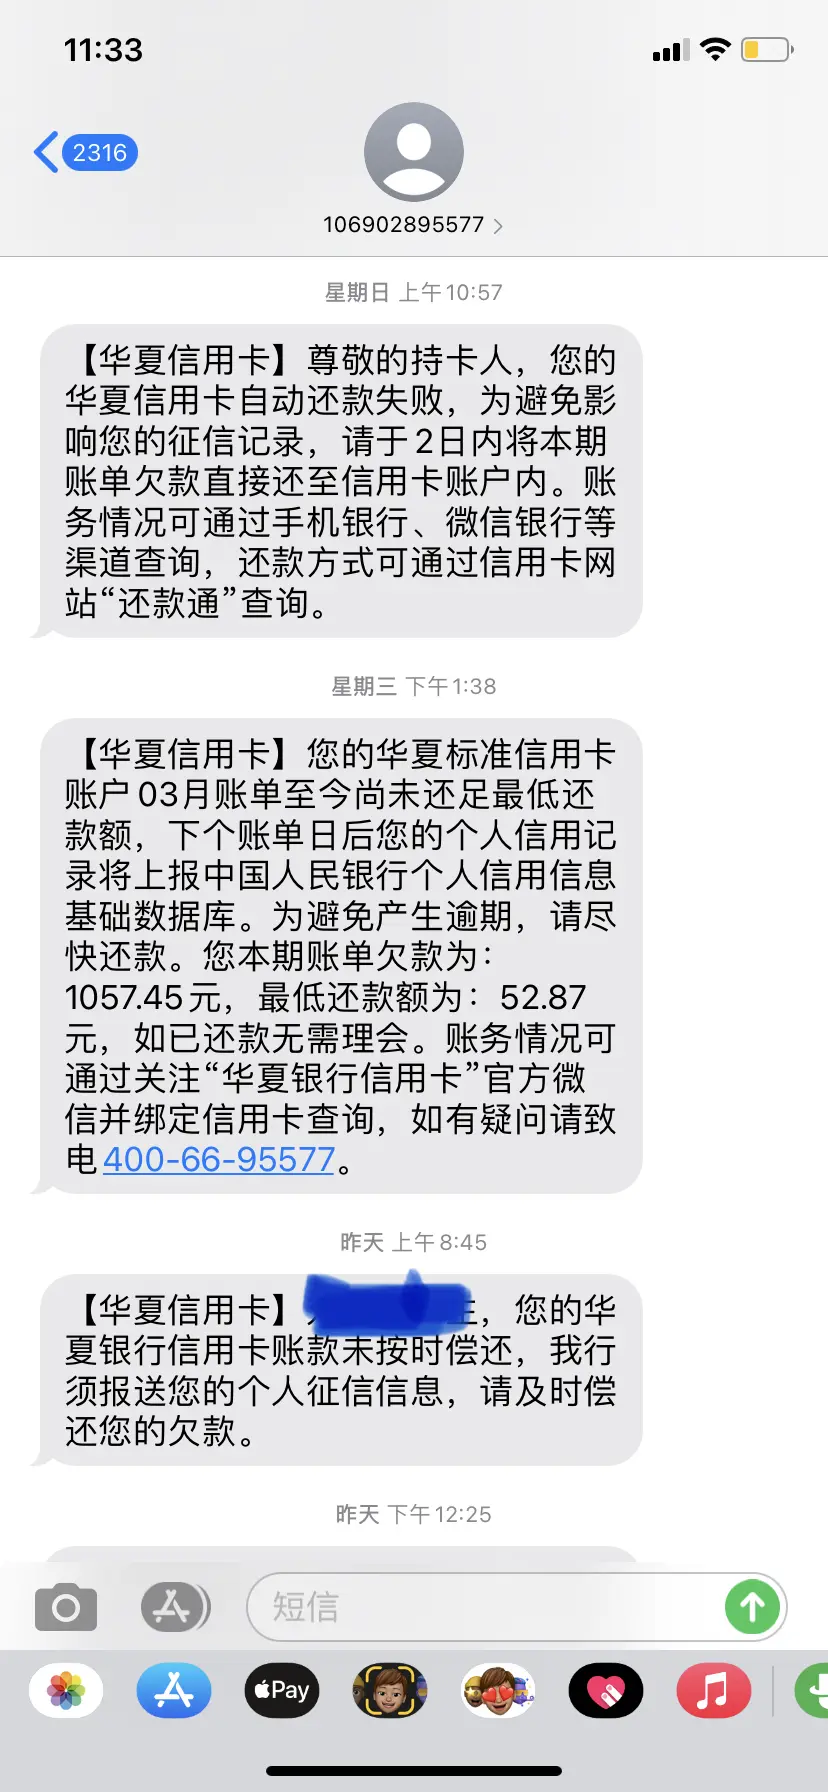 11:33
2316
106902895577
星期日 上午10:57
【华夏信用卡】尊敬的持卡人，您的
华夏信用卡自动还款失败，为避免影
响您的征信记录，请于2日内将本期
账单欠款直接还至信用卡账户内。账
务情况可通过手机银行、微信银行等
渠道查询，还款方式可通过信用卡网
站“还款通”查询。
星期三 下午1:38
【华夏信用卡】您的华夏标准信用卡
账户03月账单至今尚未还足最低还
款额，下个账单日后您的个人信用记
录将上报中国人民银行个人信用信息
基础数据库。为避免产生逾期，请尽
快还款。您本期账单欠款为：
1057.45元，最低还款额为：52.87
元，如已还款无需理会。账务情况可
通过关注“华夏银行信用卡”官方微
信并绑定信用卡查询，如有疑问请致
电400-66-95577。
昨天 上午8:45
【华夏信用卡】，您的华
夏银行信用卡账款未按时偿还，我行
须报送您的个人征信信息，请及时偿
还您的欠款。
昨天 下午12:25
短信
Pay